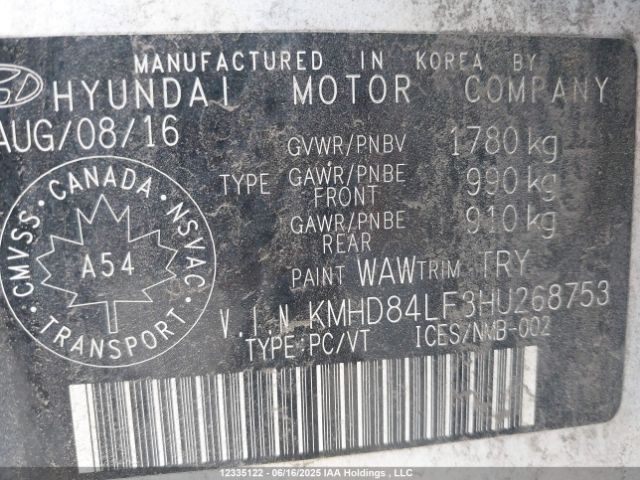 MANUFACTURED IN KOREA BY
HYUNDAI MOTOR COMPANY
AUG/08/16
GVWR/PNBV 1780 kg
TYPE GAWR/PNBE FRONT 990 kg
GAWR/PNBE REAR 910 kg
PAINT WAW TRIM TRY
V.I.N KMHD84LF3HU268753
TYPE:PC/VT ICES/NMB-002
CANADA
CMVSS · NSVAC
A54
TRANSPORT
12335122 - 06/16/2025 IAA Holdings , LLC